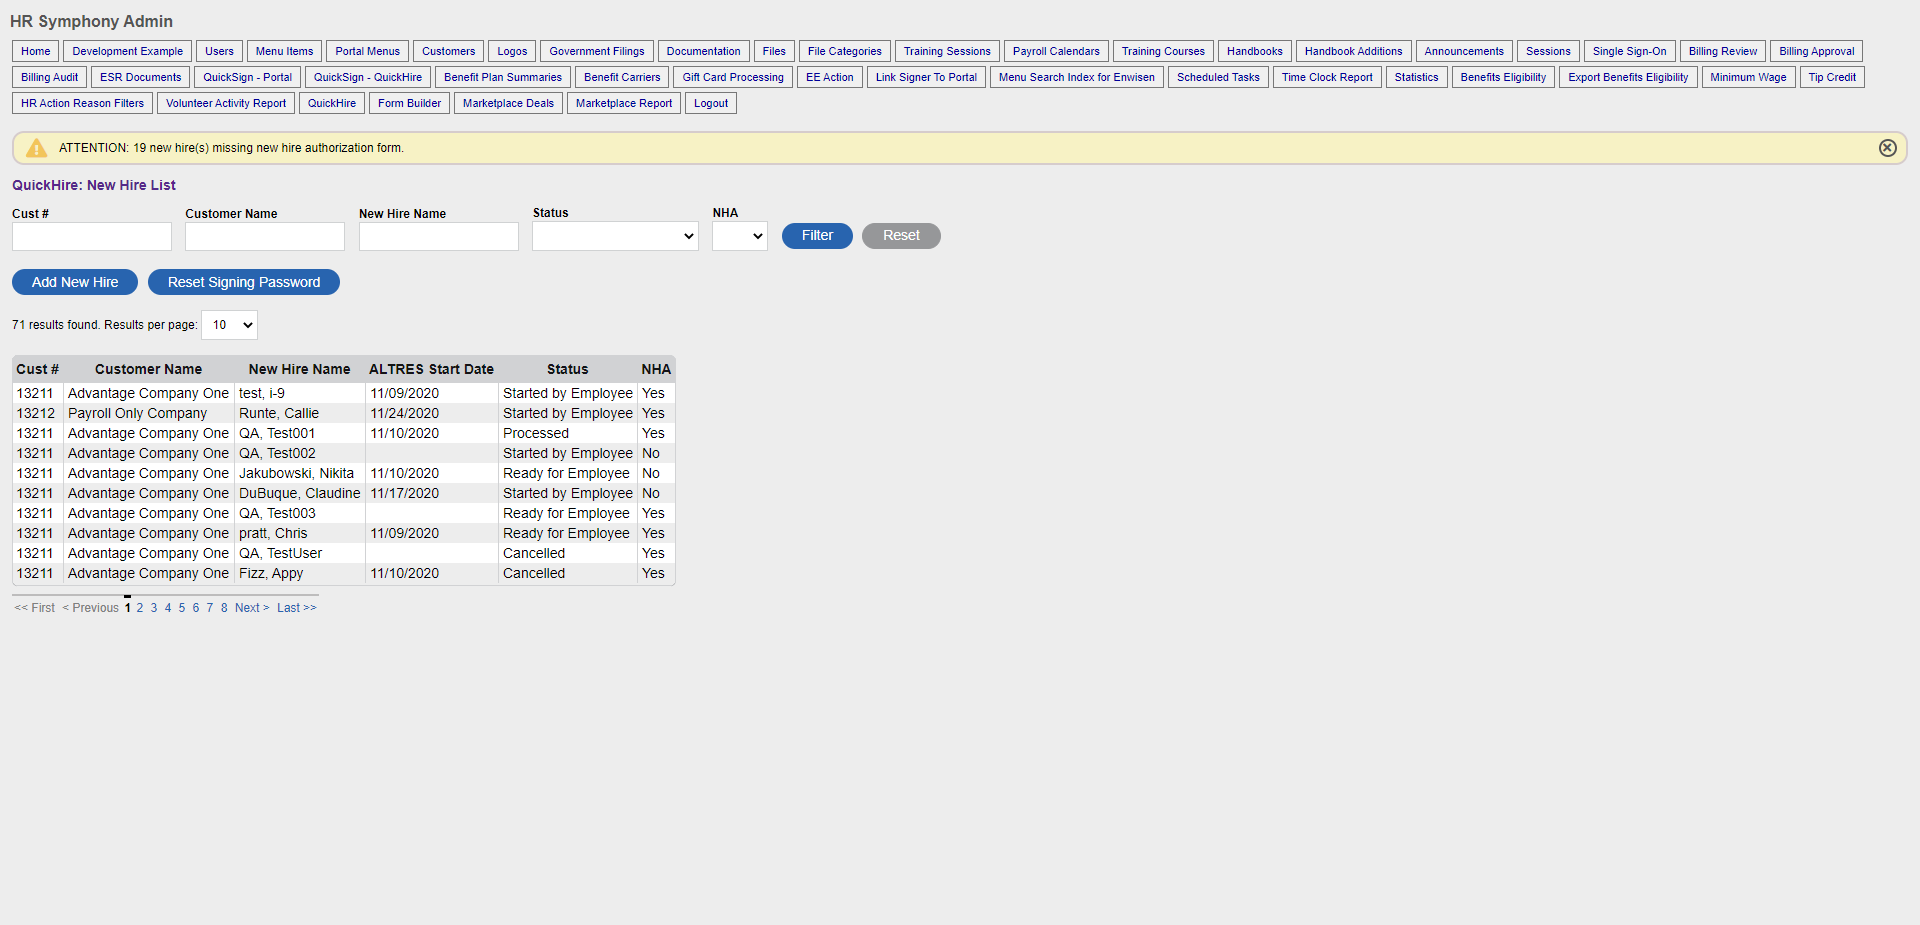 HR Symphony Admin
Home Development Example Users Menu Items Portal Menus Customers Logos Government Filings Documentation Files File Categories Training Sessions Payroll Calendars Training Courses Handbooks Handbook Additions Announcements Sessions Single Sign-On Billing Review Billing Approval
Billing Audit ESR Documents QuickSign - Portal QuickSign - QuickHire Benefit Plan Summaries Benefit Carriers Gift Card Processing EE Action Link Signer To Portal Menu Search Index for Enwisen Scheduled Tasks Time Clock Report Statistics Benefits Eligibility Export Benefits Eligibility Minimum Wage Tip Credit
HR Action Reason Filters Volunteer Activity Report QuickHire Form Builder Marketplace Deals Marketplace Report Logout
ATTENTION: 19 new hire(s) missing new hire authorization form.
QuickHire: New Hire List
Cust # Customer Name New Hire Name Status NHA
Filter Reset
Add New Hire Reset Signing Password
71 results found. Results per page: 10
Cust # Customer Name New Hire Name ALTRES Start Date Status NHA
13211 Advantage Company One test, i-9 11/09/2020 Started by Employee Yes
13212 Payroll Only Company Runte, Callie 11/24/2020 Started by Employee Yes
13211 Advantage Company One QA, Test001 11/10/2020 Processed Yes
13211 Advantage Company One QA, Test002 Started by Employee No
13211 Advantage Company One Jakubowski, Nikita 11/10/2020 Ready for Employee No
13211 Advantage Company One DuBuque, Claudine 11/17/2020 Started by Employee No
13211 Advantage Company One QA, Test003 Ready for Employee Yes
13211 Advantage Company One pratt, Chris 11/09/2020 Ready for Employee Yes
13211 Advantage Company One QA, TestUser Cancelled Yes
13211 Advantage Company One Fizz, Appy 11/10/2020 Cancelled Yes
<< First < Previous 1 2 3 4 5 6 7 8 Next > Last >>